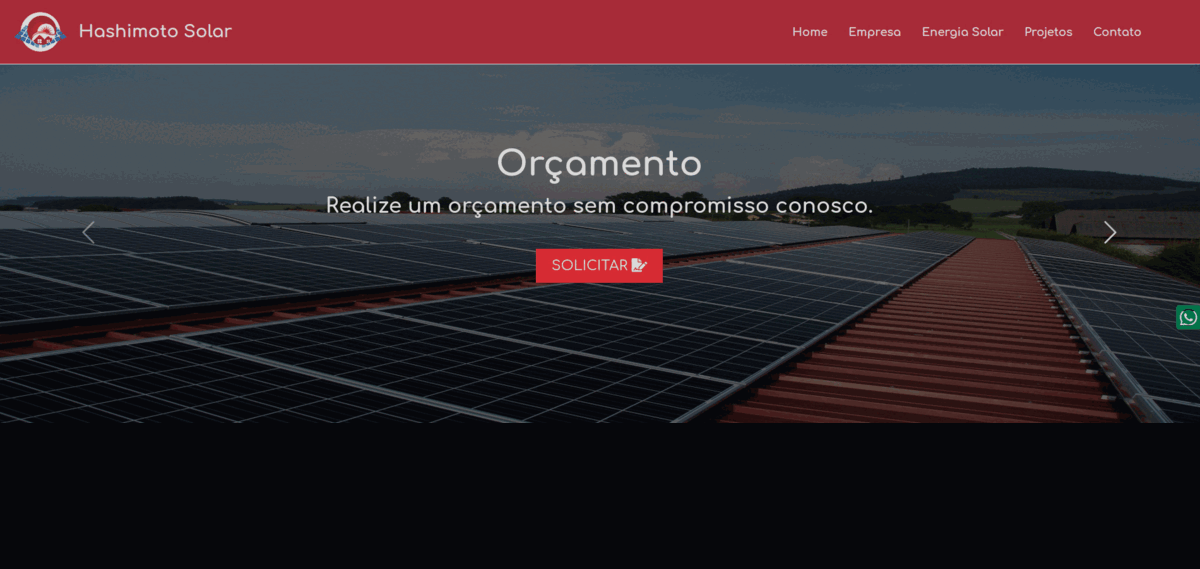 Hashimoto Solar
Home Empresa Energia Solar Projetos Contato
Orçamento
Realize um orçamento sem compromisso conosco.
SOLICITAR